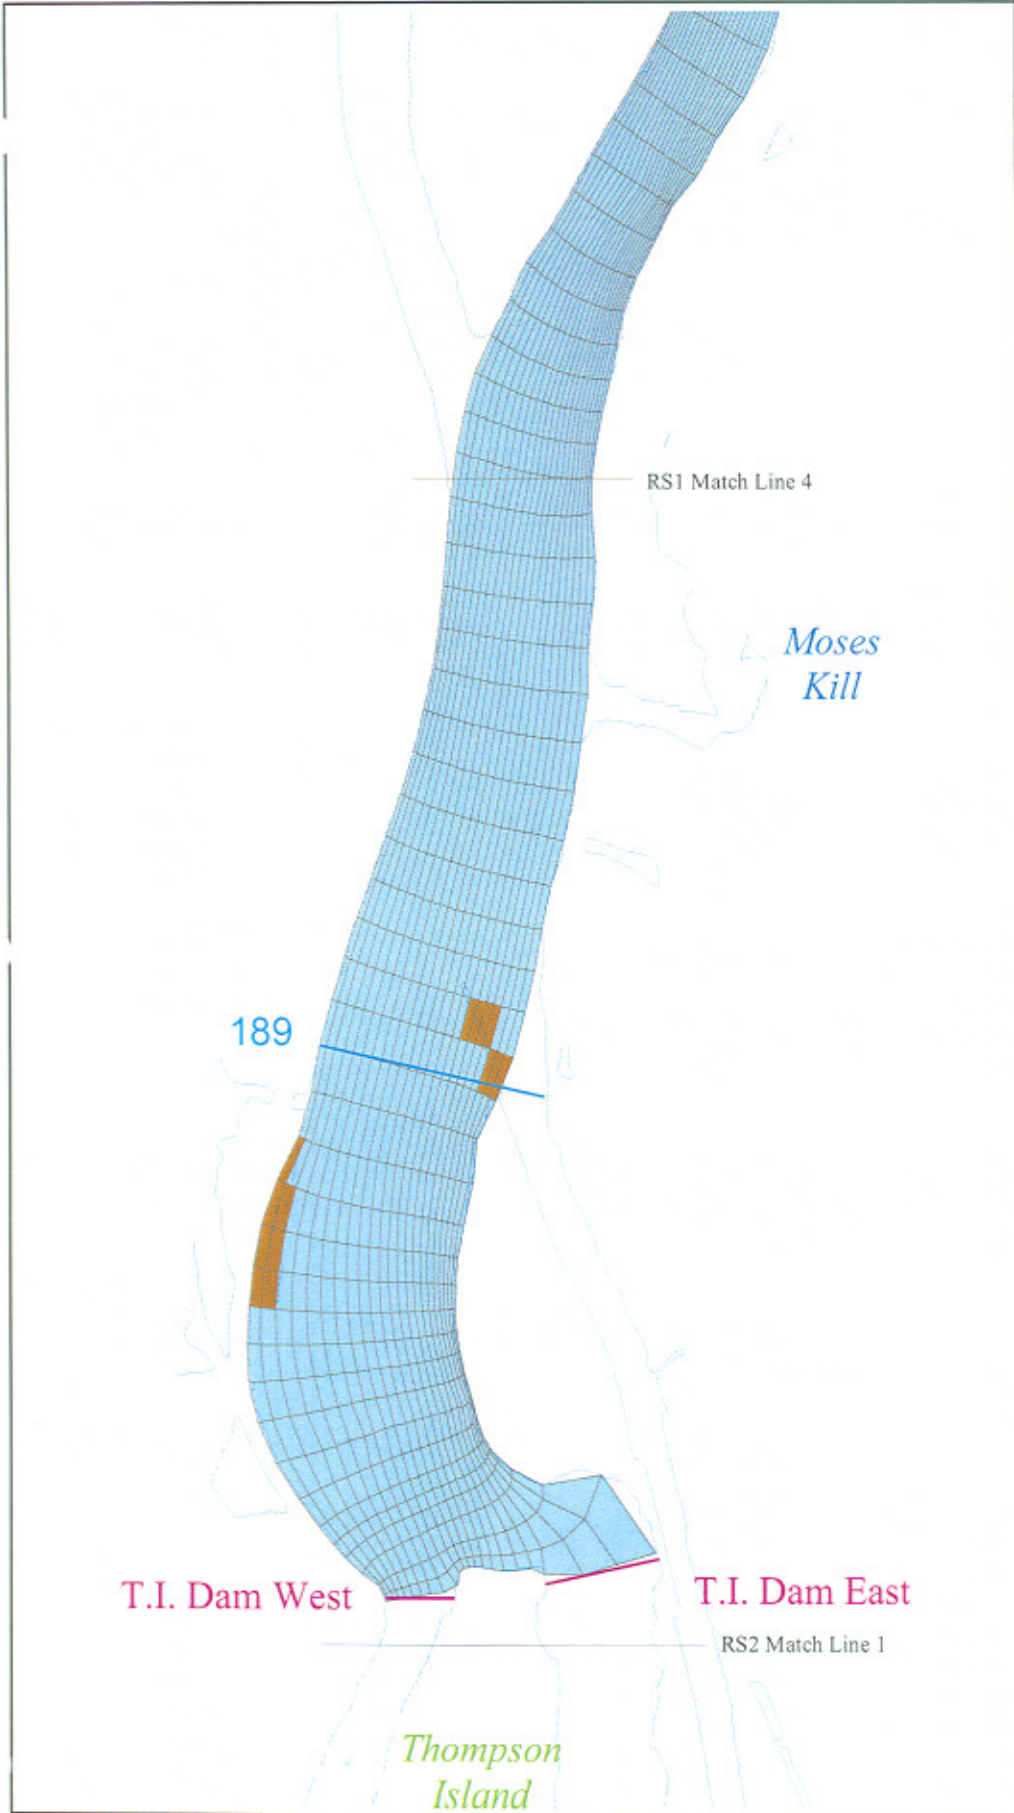 RS1 Match Line 4
Moses
Kill
189
T.I. Dam West
T.I. Dam East
RS2 Match Line 1
Thompson
Island